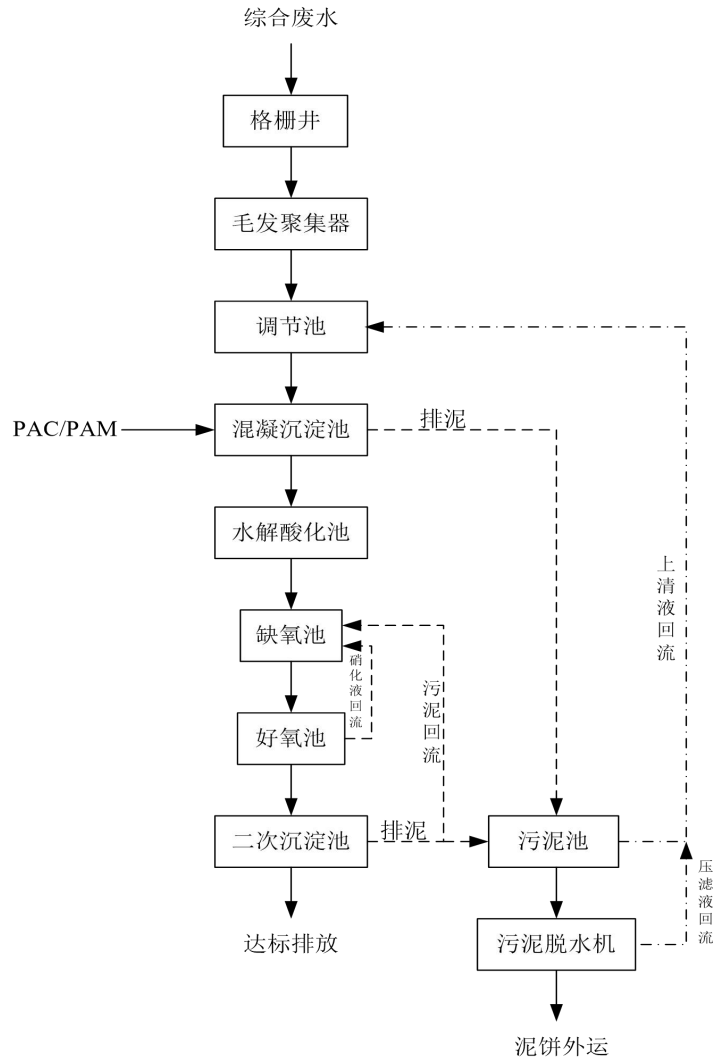 综合废水
格栅井
毛发聚集器
调节池
PAC/PAM
混凝沉淀池
排泥
水解酸化池
上清液回流
缺氧池
硝化液回流
污泥回流
好氧池
二次沉淀池
排泥
污泥池
压滤液回流
达标排放
污泥脱水机
泥饼外运